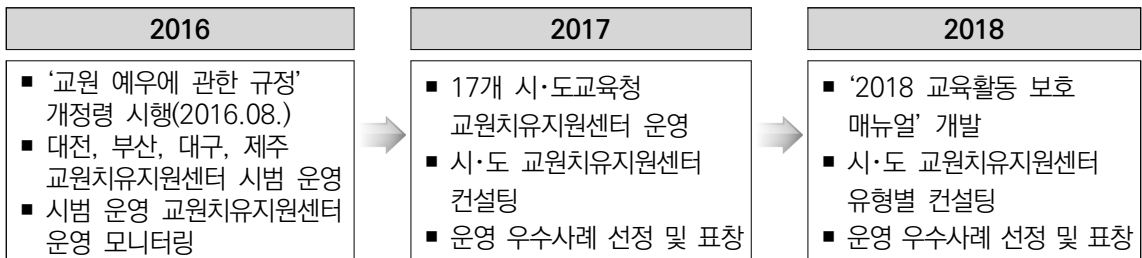 2016
■ ‘교원 예우에 관한 규정’
개정령 시행(2016.08.)
■ 대전, 부산, 대구, 제주
교원치유지원센터 시범 운영
■ 시범 운영 교원치유지원센터
운영 모니터링
2017
■ 17개 시·도교육청
교원치유지원센터 운영
■ 시·도 교원치유지원센터
컨설팅
■ 운영 우수사례 선정 및 표창
2018
■ ‘2018 교육활동 보호
매뉴얼’ 개발
■ 시·도 교원치유지원센터
유형별 컨설팅
■ 운영 우수사례 선정 및 표창